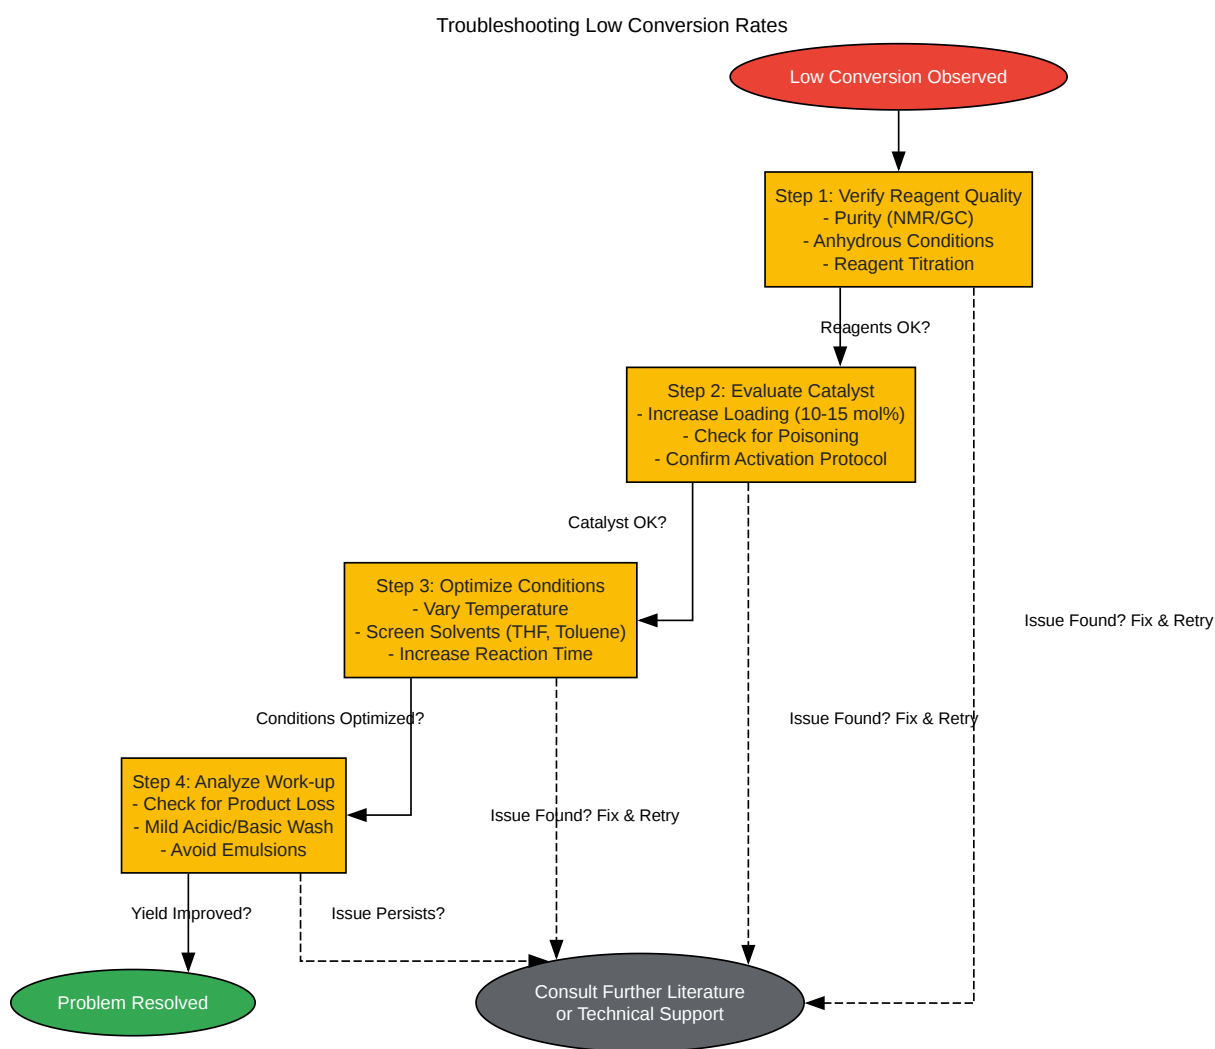 Troubleshooting Low Conversion Rates
Low Conversion Observed
Step 1: Verify Reagent Quality
- Purity (NMR/GC)
- Anhydrous Conditions
- Reagent Titration
Reagents OK?
Step 2: Evaluate Catalyst
- Increase Loading (10-15 mol%)
- Check for Poisoning
- Confirm Activation Protocol
Catalyst OK?
Step 3: Optimize Conditions
- Vary Temperature
- Screen Solvents (THF, Toluene)
- Increase Reaction Time
Issue Found? Fix & Retry
Conditions Optimized?
Issue Found? Fix & Retry
Step 4: Analyze Work-up
- Check for Product Loss
- Mild Acidic/Basic Wash
- Avoid Emulsions
Issue Found? Fix & Retry
Yield Improved?
Issue Persists?
Problem Resolved
Consult Further Literature
or Technical Support